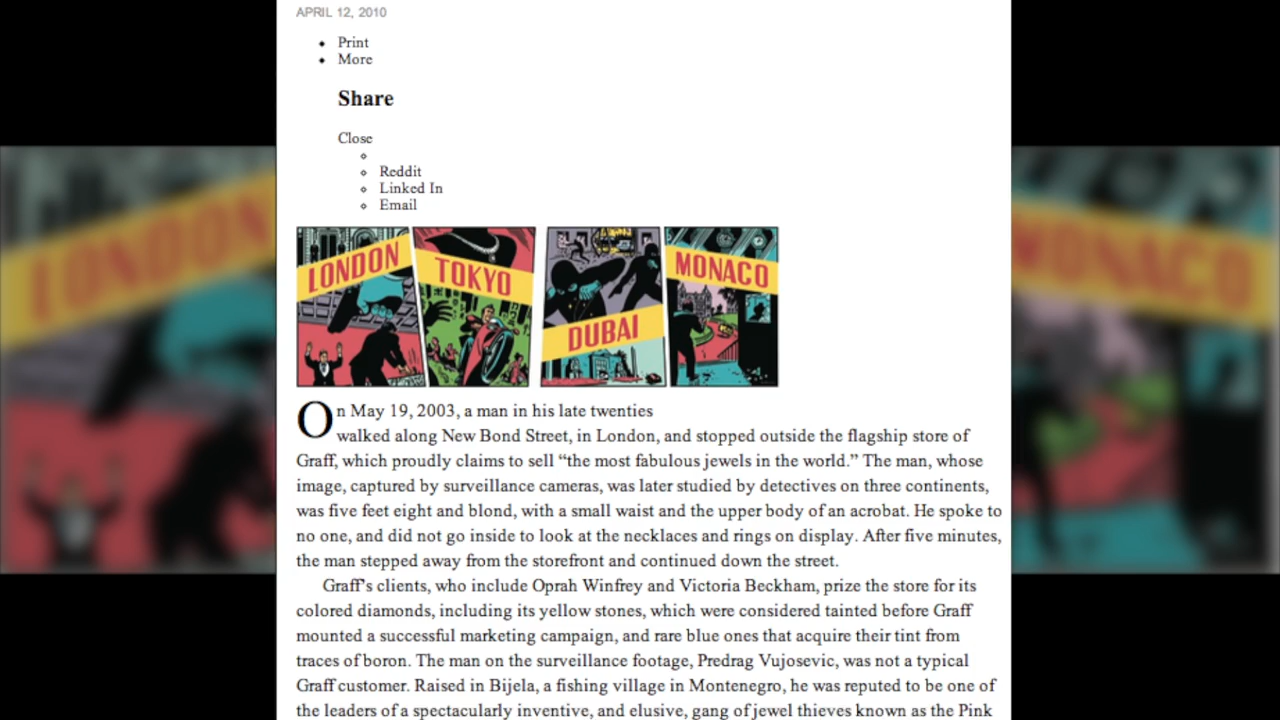 APRIL 12, 2010
Print
More
Share
Close
Reddit
Linked In
Email
LONDON
TOKYO
DUBAI
MONACO
On May 19, 2003, a man in his late twenties
walked along New Bond Street, in London, and stopped outside the flagship store of
Graff, which proudly claims to sell “the most fabulous jewels in the world.” The man, whose
image, captured by surveillance cameras, was later studied by detectives on three continents,
was five feet eight and blond, with a small waist and the upper body of an acrobat. He spoke to
no one, and did not go inside to look at the necklaces and rings on display. After five minutes,
the man stepped away from the storefront and continued down the street.
Graff’s clients, who include Oprah Winfrey and Victoria Beckham, prize the store for its
colored diamonds, including its yellow stones, which were considered tainted before Graff
mounted a successful marketing campaign, and rare blue ones that acquire their tint from
traces of boron. The man on the surveillance footage, Predrag Vujosevic, was not a typical
Graff customer. Raised in Bijela, a fishing village in Montenegro, he was reputed to be one of
the leaders of a spectacularly inventive, and elusive, gang of jewel thieves known as the Pink
LONDON
MONACO